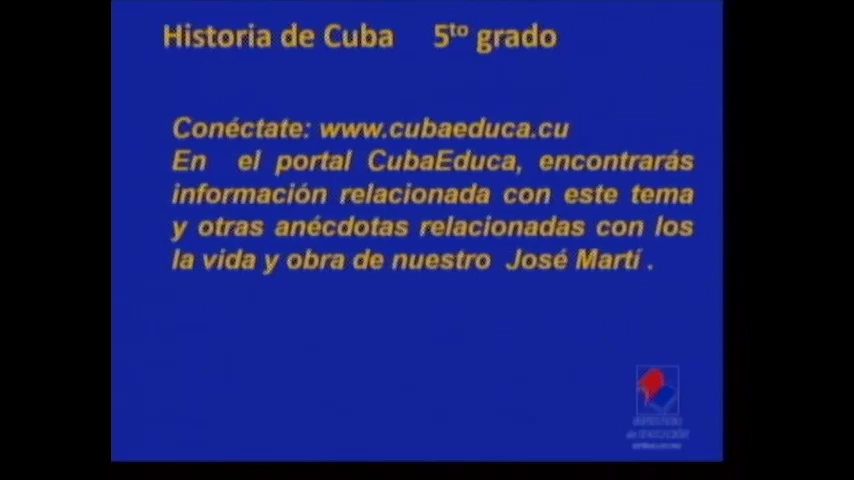 Historia de Cuba 5to grado
Conéctate: www.cubaeduca.cu
En el portal CubaEduca, encontrarás
información relacionada con este tema
y otras anécdotas relacionadas con los
la vida y obra de nuestro José Martí .